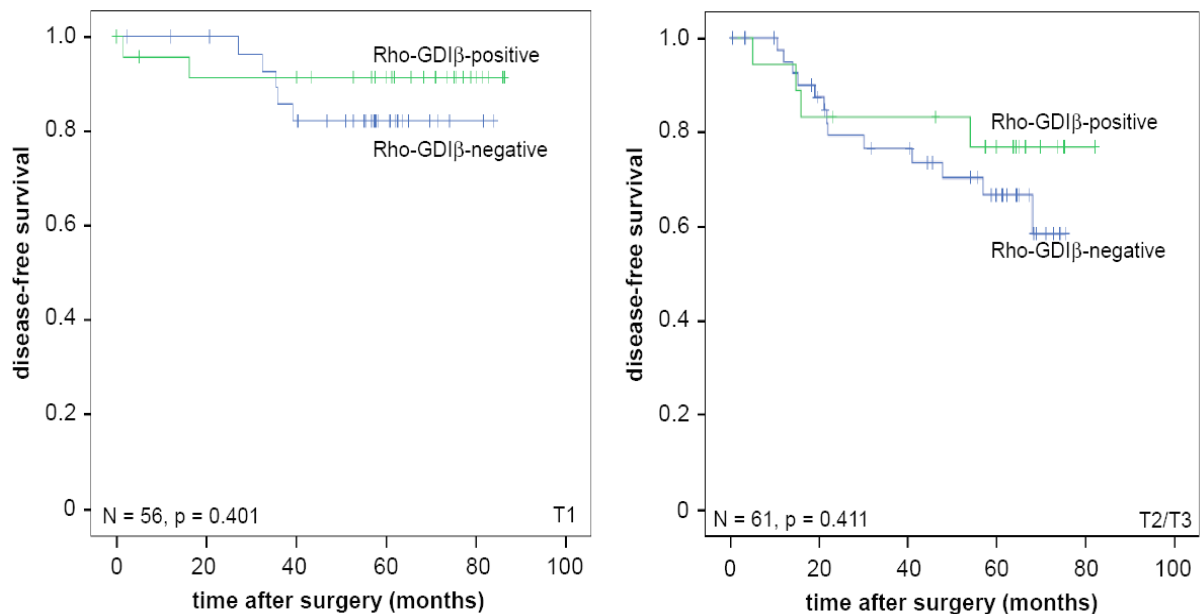 1.0
0.8
0.6
0.4
0.2
0
disease-free survival
Rho-GDIβ-positive
Rho-GDIβ-negative
N = 56, p = 0.401
T1
0 20 40 60 80 100
time after surgery (months)
1.0
0.8
0.6
0.4
0.2
0
disease-free survival
Rho-GDIβ-positive
Rho-GDIβ-negative
N = 61, p = 0.411
T2/T3
0 20 40 60 80 100
time after surgery (months)